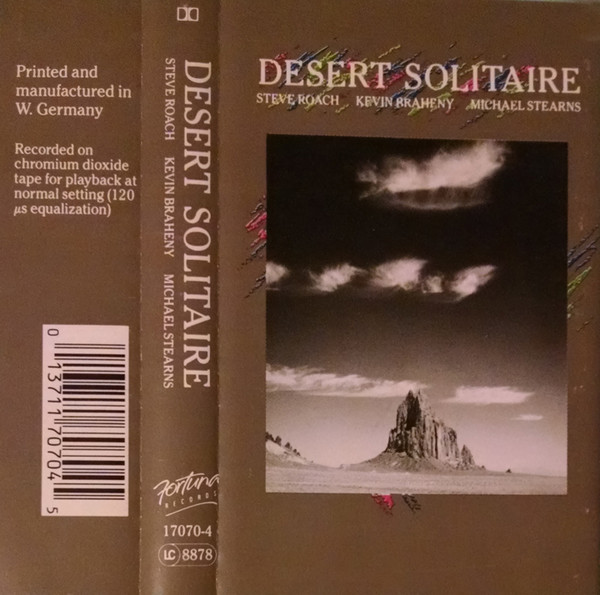 Printed and
manufactured in
W. Germany
Recorded on
chromium dioxide
tape for playback at
normal setting (120
µs equalization)
0 13711 70704 5
DESERT SOLITAIRE
STEVE ROACH KEVIN BRAHENY MICHAEL STEARNS
Fortuna
RECORDS
17070-4
LC 8878
DESERT SOLITAIRE
STEVE ROACH KEVIN BRAHENY MICHAEL STEARNS